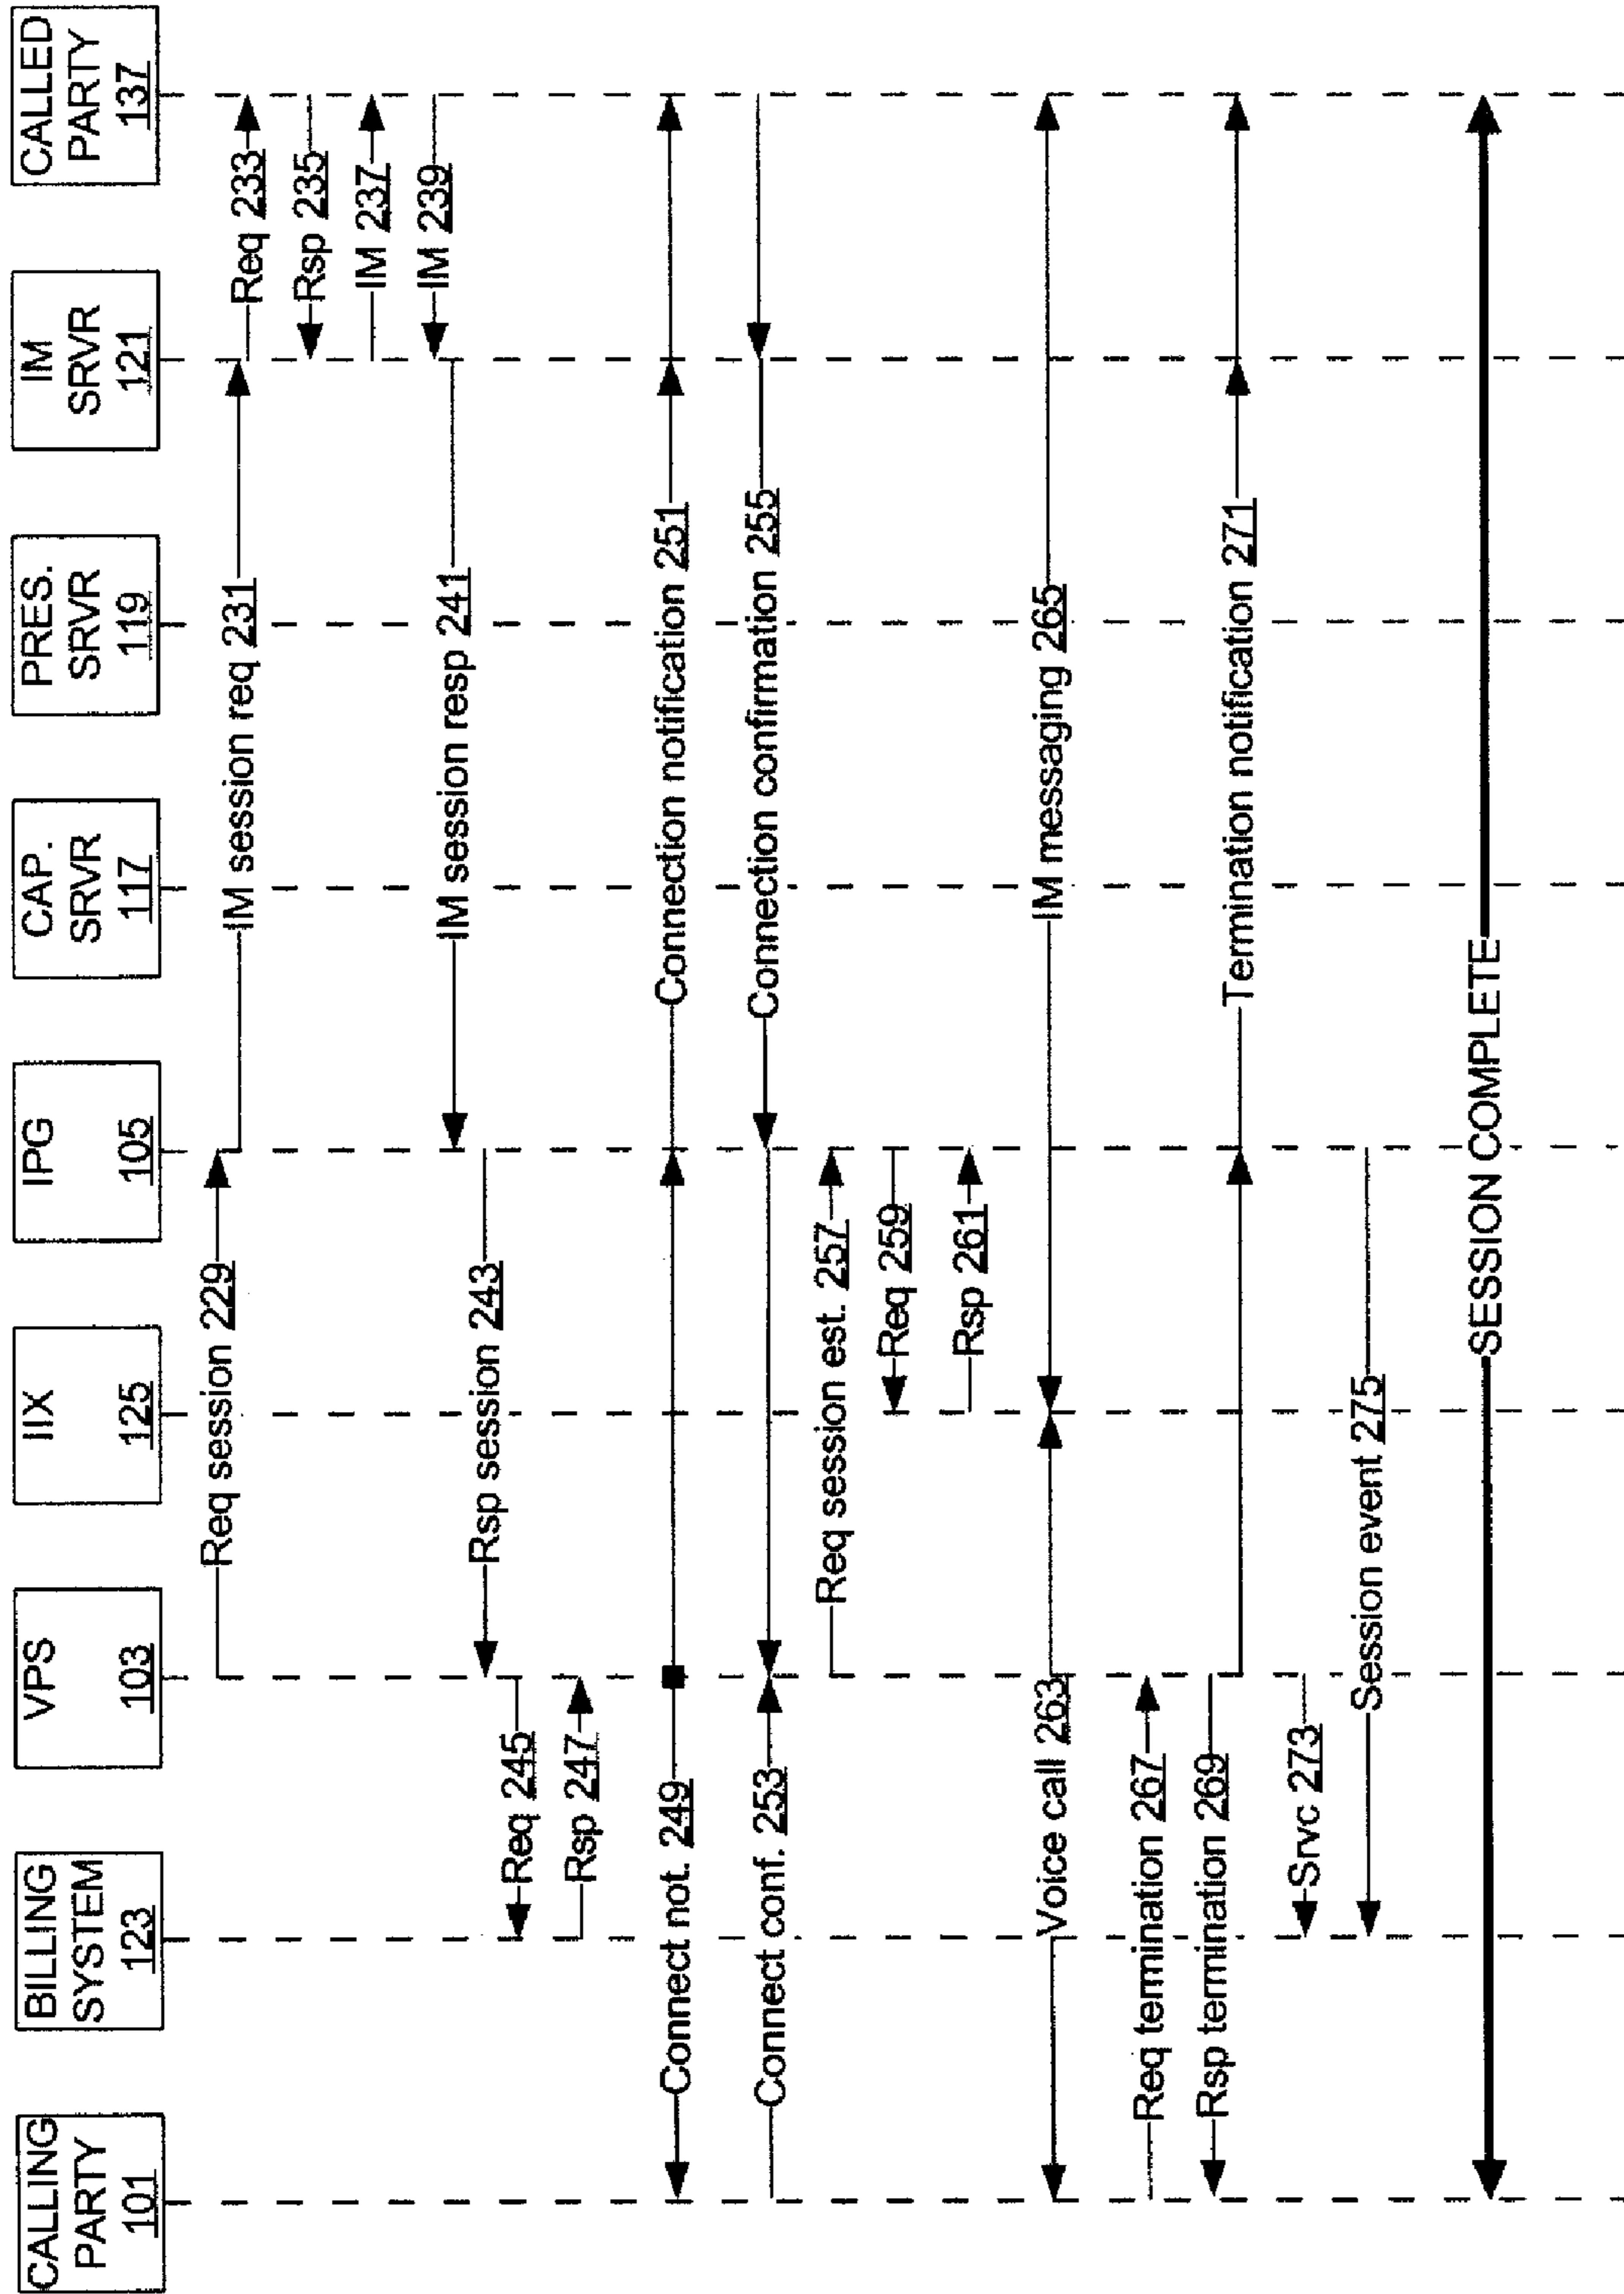 CALLING
PARTY
101
BILLING
SYSTEM
123
VPS
103
IIX
125
IPG
105
CAP.
SRVR
117
PRES.
SRVR
119
IM
SRVR
121
CALLED
PARTY
137
Req session 229
IM session req 231
Req 233
Rsp 235
IM 237
IM 239
IM session resp 241
Rsp session 243
Req 245
Rsp 247
Connect not. 249
Connection notification 251
Connect conf. 253
Connection confirmation 255
Req session est. 257
Req 259
Rsp 261
Voice call 263
IM messaging 265
Req termination 267
Rsp termination 269
Termination notification 271
Srvc 273
Session event 275
SESSION COMPLETE